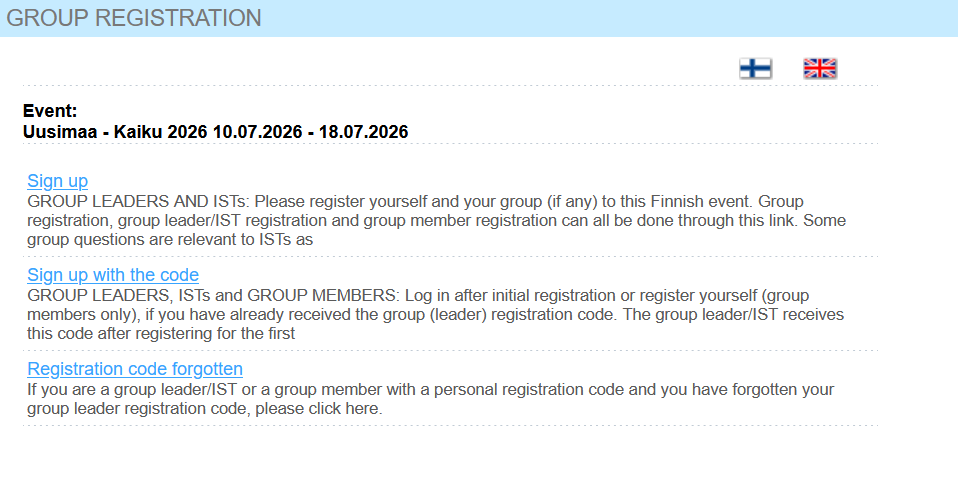 GROUP REGISTRATION
Event:
Uusimaa - Kaiku 2026 10.07.2026 - 18.07.2026
Sign up
GROUP LEADERS AND ISTs: Please register yourself and your group (if any) to this Finnish event. Group
registration, group leader/IST registration and group member registration can all be done through this link. Some
group questions are relevant to ISTs as
Sign up with the code
GROUP LEADERS, ISTs and GROUP MEMBERS: Log in after initial registration or register yourself (group
members only), if you have already received the group (leader) registration code. The group leader/IST receives
this code after registering for the first
Registration code forgotten
If you are a group leader/IST or a group member with a personal registration code and you have forgotten your
group leader registration code, please click here.